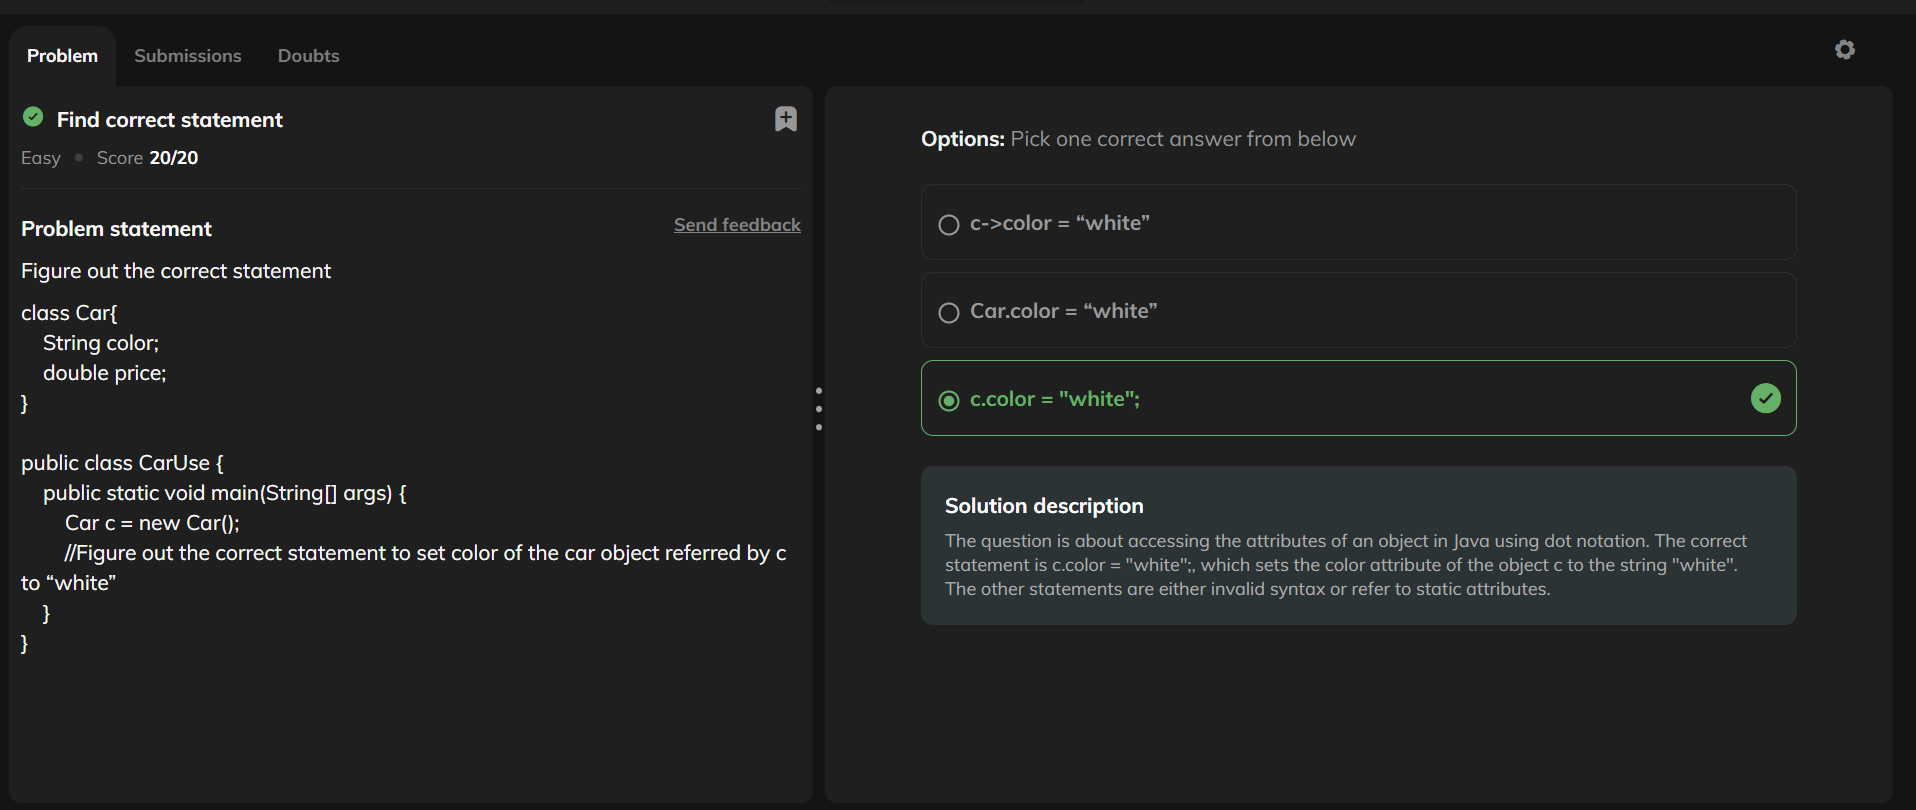 Problem Submissions Doubts
Find correct statement
Easy Score 20/20
Problem statement Send feedback
Figure out the correct statement
class Car{
    String color;
    double price;
}
public class CarUse {
    public static void main(String[] args) {
        Car c = new Car();
        //Figure out the correct statement to set color of the car object referred by c
to “white”
    }
}
Options: Pick one correct answer from below
c->color = “white”
Car.color = “white”
c.color = "white";
Solution description
The question is about accessing the attributes of an object in Java using dot notation. The correct
statement is c.color = "white";, which sets the color attribute of the object c to the string "white".
The other statements are either invalid syntax or refer to static attributes.